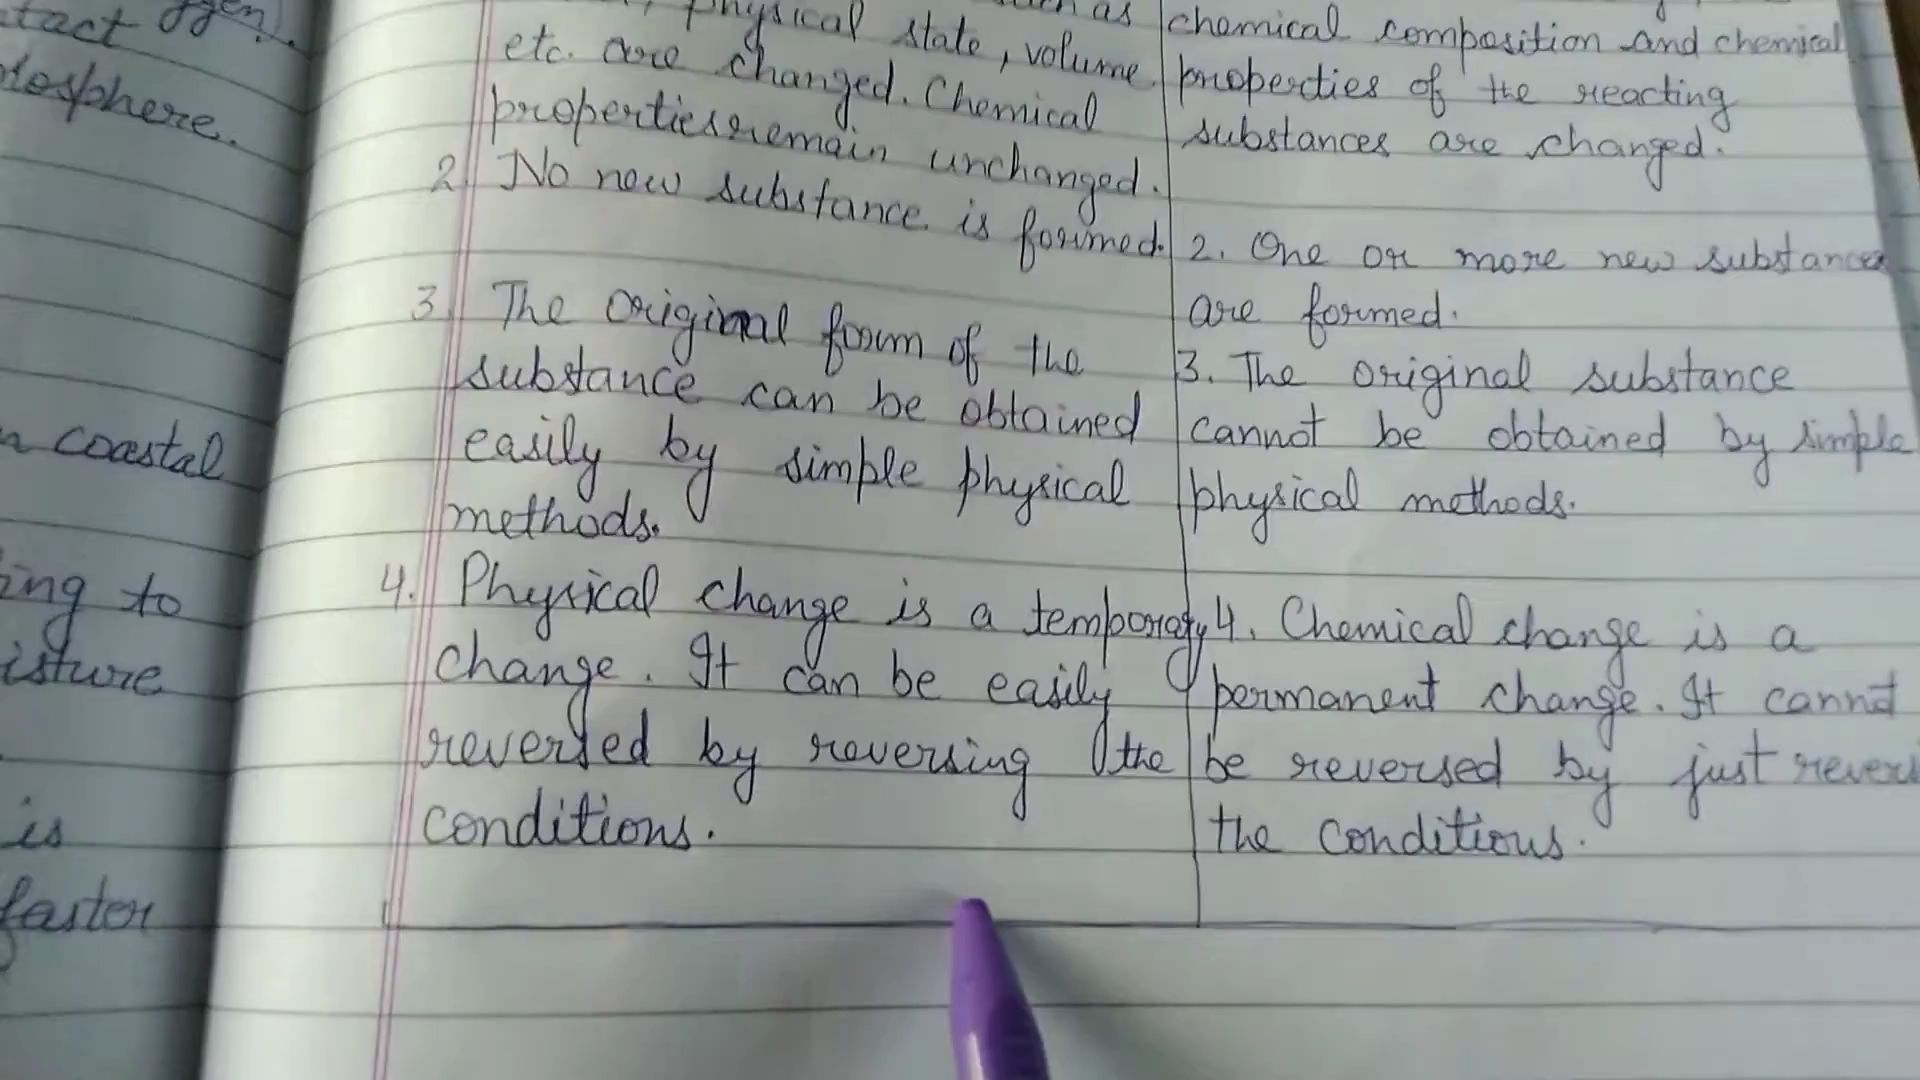 tact
tosphere.
n coastal
ing to
isture
is
faster
physical state, volume
etc. are changed. Chemical
properties remain unchanged.
2. No new substance is formed.
3. The original form of the
substance can be obtained
easily by simple physical
methods.
4. Physical change is a temporary
change. It can be easily
reversed by reversing the
conditions.
as
chemical composition and chemical
properties of the reacting
substances are changed.
2. One or more new substances
are formed.
3. The original substance
cannot be obtained by simple
physical methods.
4. Chemical change is a
permanent change. It cannot
be reversed by just reversi
the conditions.